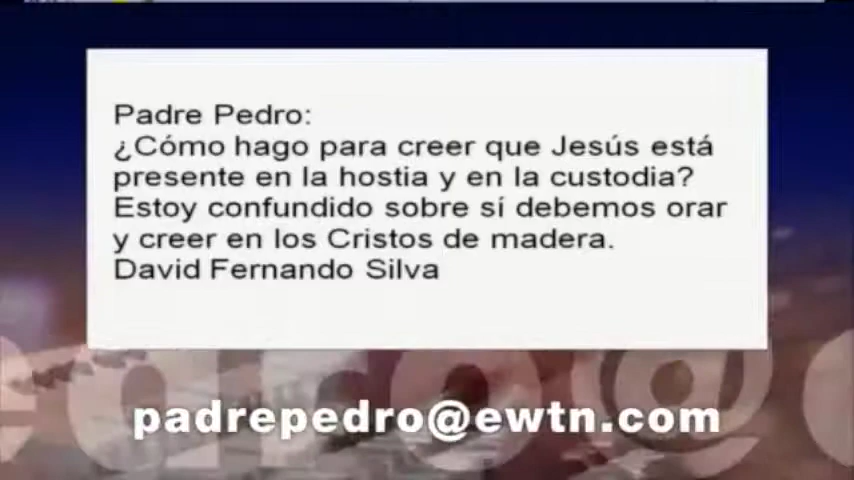 Padre Pedro:
¿Cómo hago para creer que Jesús está
presente en la hostia y en la custodia?
Estoy confundido sobre sí debemos orar
y creer en los Cristos de madera.
David Fernando Silva
padrepedro@ewtn.com